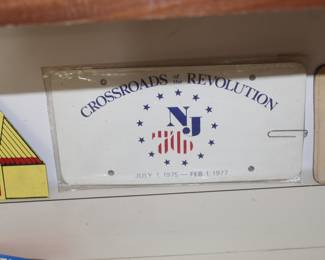 CROSSROADS of the REVOLUTION
NJ
76
JULY 1, 1975 — FEB. 1, 1977